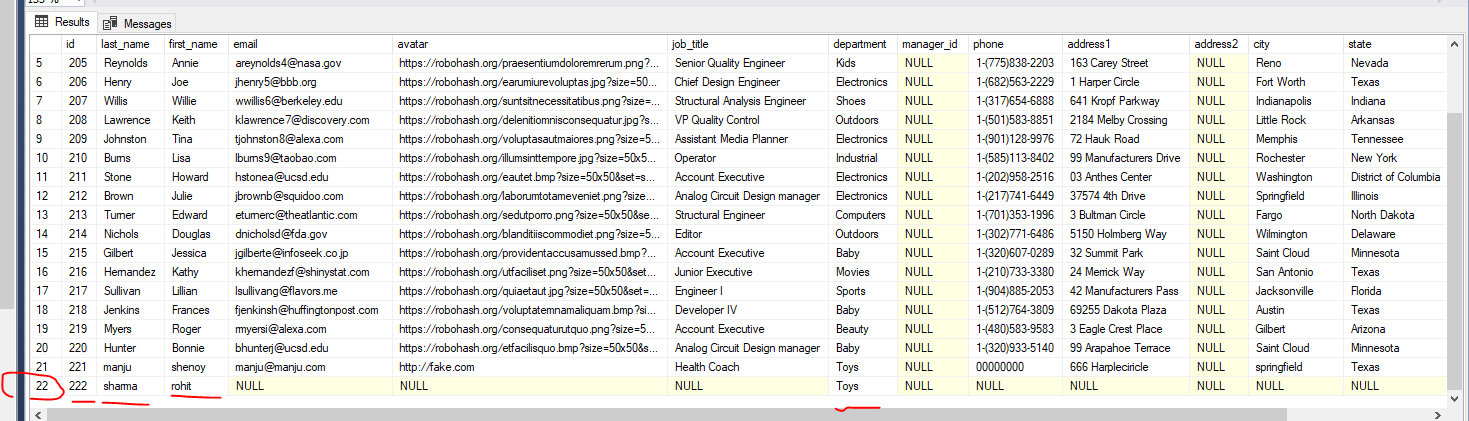 Results Messages
id last_name first_name email avatar job_title department manager_id phone address1 address2 city state
5 205 Reynolds Annie areynolds4@nasa.gov https://robohash.org/praesentiumdoloremrerum.png?... Senior Quality Engineer Kids NULL 1-(775)838-2203 163 Carey Street NULL Reno Nevada
6 206 Henry Joe jhenry5@bbb.org https://robohash.org/earumiurevoluptas.jpg?size=50... Chief Design Engineer Electronics NULL 1-(682)563-2229 1 Harper Circle NULL Fort Worth Texas
7 207 Willis Willie wwillis6@berkeley.edu https://robohash.org/suntsitnecessitatibus.png?size=... Structural Analysis Engineer Shoes NULL 1-(317)654-6888 641 Kropf Parkway NULL Indianapolis Indiana
8 208 Lawrence Keith klawrence7@discovery.com https://robohash.org/delenitiomnisconsequatur.jpg?s... VP Quality Control Outdoors NULL 1-(501)583-8851 2184 Melby Crossing NULL Little Rock Arkansas
9 209 Johnston Tina tjohnston8@alexa.com https://robohash.org/voluptasautmaiores.png?size=5... Assistant Media Planner Electronics NULL 1-(901)128-9976 72 Hauk Road NULL Memphis Tennessee
10 210 Burns Lisa lburns9@taobao.com https://robohash.org/illumsinttempore.jpg?size=50x5... Operator Industrial NULL 1-(585)113-8402 99 Manufacturers Drive NULL Rochester New York
11 211 Stone Howard hstonea@ucsd.edu https://robohash.org/eautet.bmp?size=50x50&set=s... Account Executive Electronics NULL 1-(202)958-2516 03 Anthes Center NULL Washington District of Columbia
12 212 Brown Julie jbrownb@squidoo.com https://robohash.org/laborumtotameveniet.png?size... Analog Circuit Design manager Electronics NULL 1-(217)741-6449 37574 4th Drive NULL Springfield Illinois
13 213 Turner Edward eturnerc@theatlantic.com https://robohash.org/sedutporro.png?size=50x50&se... Structural Engineer Computers NULL 1-(701)353-1996 3 Bultman Circle NULL Fargo North Dakota
14 214 Nichols Douglas dnicholsd@fda.gov https://robohash.org/blanditiiscommodiet.png?size=... Editor Outdoors NULL 1-(302)771-6486 5150 Holmberg Way NULL Wilmington Delaware
15 215 Gilbert Jessica jgilberte@infoseek.co.jp https://robohash.org/providentaccusamussed.bmp?... Account Executive Baby NULL 1-(320)607-0289 32 Summit Park NULL Saint Cloud Minnesota
16 216 Hernandez Kathy khernandezf@shinystat.com https://robohash.org/utfaciliset.png?size=50x50&set... Junior Executive Movies NULL 1-(210)733-3380 24 Merrick Way NULL San Antonio Texas
17 217 Sullivan Lillian lsullivang@flavors.me https://robohash.org/quiaetaut.jpg?size=50x50&set=... Engineer I Sports NULL 1-(904)885-2053 42 Manufacturers Pass NULL Jacksonville Florida
18 218 Jenkins Frances fjenkinsh@huffingtonpost.com https://robohash.org/voluptatemnamaliquam.bmp?si... Developer IV Baby NULL 1-(512)764-3809 69255 Dakota Plaza NULL Austin Texas
19 219 Myers Roger rmyersi@alexa.com https://robohash.org/consequaturutquo.png?size=5... Account Executive Beauty NULL 1-(480)583-9583 3 Eagle Crest Place NULL Gilbert Arizona
20 220 Hunter Bonnie bhunterj@ucsd.edu https://robohash.org/etfacilisquo.bmp?size=50x50&s... Analog Circuit Design manager Baby NULL 1-(320)933-5140 99 Arapahoe Terrace NULL Saint Cloud Minnesota
21 221 manju shenoy manju@manju.com http://fake.com Health Coach Toys NULL 00000000 666 Harplecircle NULL springfield Texas
22 222 sharma rohit NULL NULL NULL Toys NULL NULL NULL NULL NULL NULL